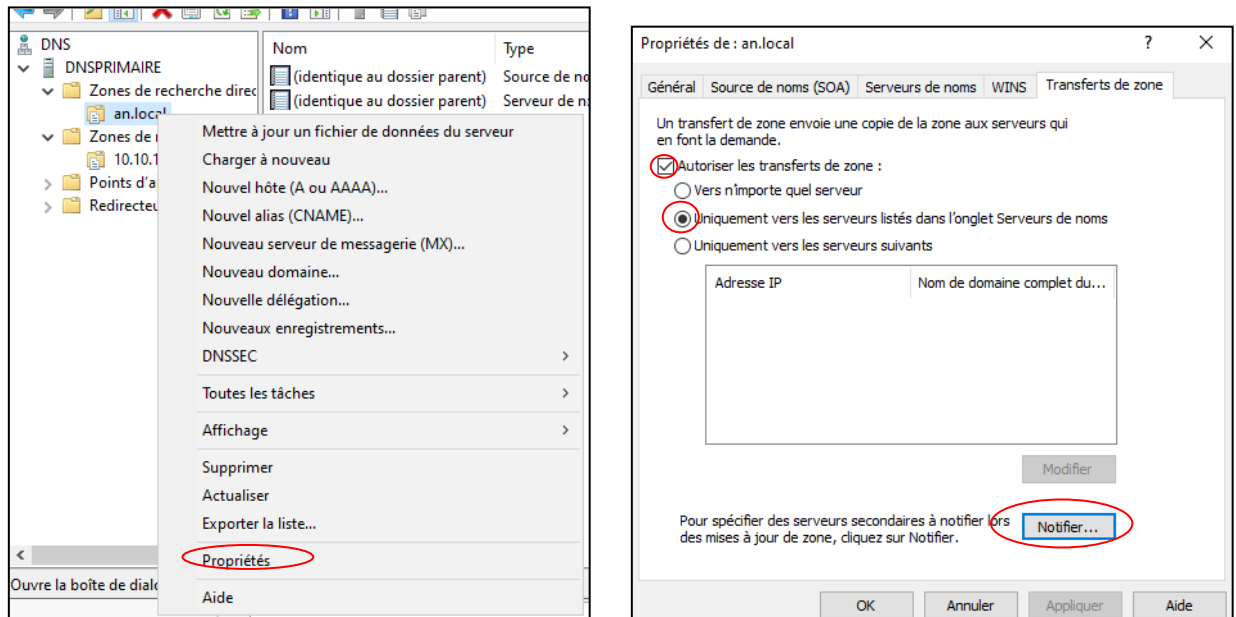 DNS
DNSPRIMAIRE
Zones de recherche direc
an.local
Zones de
10.10.1
Points d'a
Redirecteu
Nom Type
(identique au dossier parent) Source de no
(identique au dossier parent) Serveur de n
Mettre à jour un fichier de données du serveur
Charger à nouveau
Nouvel hôte (A ou AAAA)...
Nouvel alias (CNAME)...
Nouveau serveur de messagerie (MX)...
Nouveau domaine...
Nouvelle délégation...
Nouveaux enregistrements...
DNSSEC
Toutes les tâches
Affichage
Supprimer
Actualiser
Exporter la liste...
Propriétés
Aide
Ouvre la boîte de dialo
Propriétés de : an.local
Général Source de noms (SOA) Serveurs de noms WINS Transferts de zone
Un transfert de zone envoie une copie de la zone aux serveurs qui
en font la demande.
Autoriser les transferts de zone :
Vers n'importe quel serveur
Uniquement vers les serveurs listés dans l'onglet Serveurs de noms
Uniquement vers les serveurs suivants
Adresse IP Nom de domaine complet du...
Modifier
Pour spécifier des serveurs secondaires à notifier lors
des mises à jour de zone, cliquez sur Notifier.
Notifier...
OK Annuler Appliquer Aide